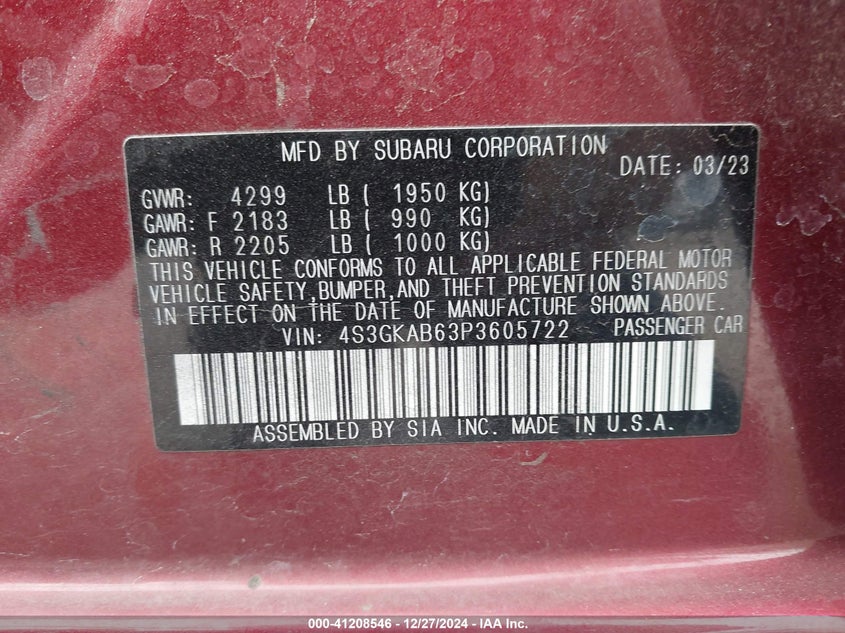 MFD BY SUBARU CORPORATION
DATE: 03/23
GVWR: 4299 LB ( 1950 KG)
GAWR: F 2183 LB ( 990 KG)
GAWR: R 2205 LB ( 1000 KG)
THIS VEHICLE CONFORMS TO ALL APPLICABLE FEDERAL MOTOR
VEHICLE SAFETY,BUMPER,AND THEFT PREVENTION STANDARDS
IN EFFECT ON THE DATE OF MANUFACTURE SHOWN ABOVE.
VIN: 4S3GKAB63P3605722 PASSENGER CAR
ASSEMBLED BY SIA INC. MADE IN U.S.A.
000-41208546 - 12/27/2024 - IAA, Inc.